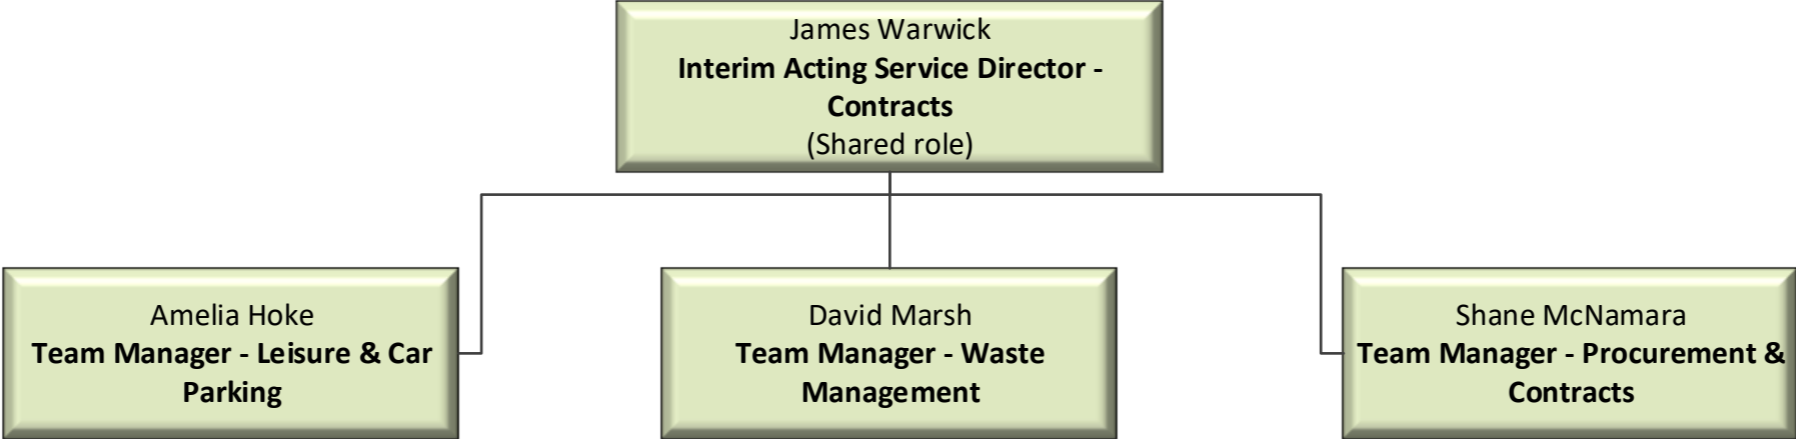 James Warwick
Interim Acting Service Director -
Contracts
(Shared role)
Amelia Hoke
Team Manager - Leisure & Car
Parking
David Marsh
Team Manager - Waste
Management
Shane McNamara
Team Manager - Procurement &
Contracts